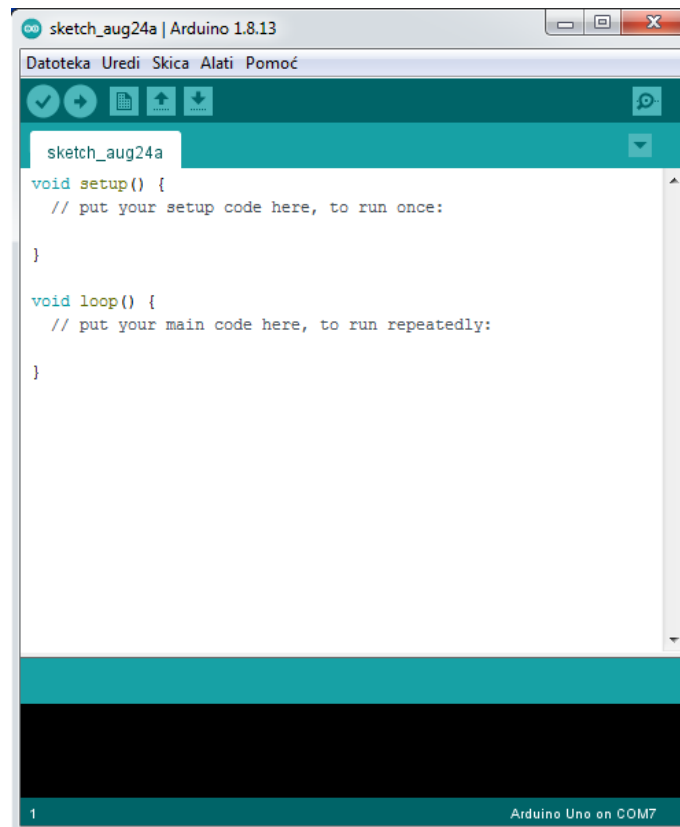 sketch_aug24a | Arduino 1.8.13
Datoteka Uredi Skica Alati Pomoć
sketch_aug24a
void setup() {
// put your setup code here, to run once:
}
void loop() {
// put your main code here, to run repeatedly:
}
1 Arduino Uno on COM7